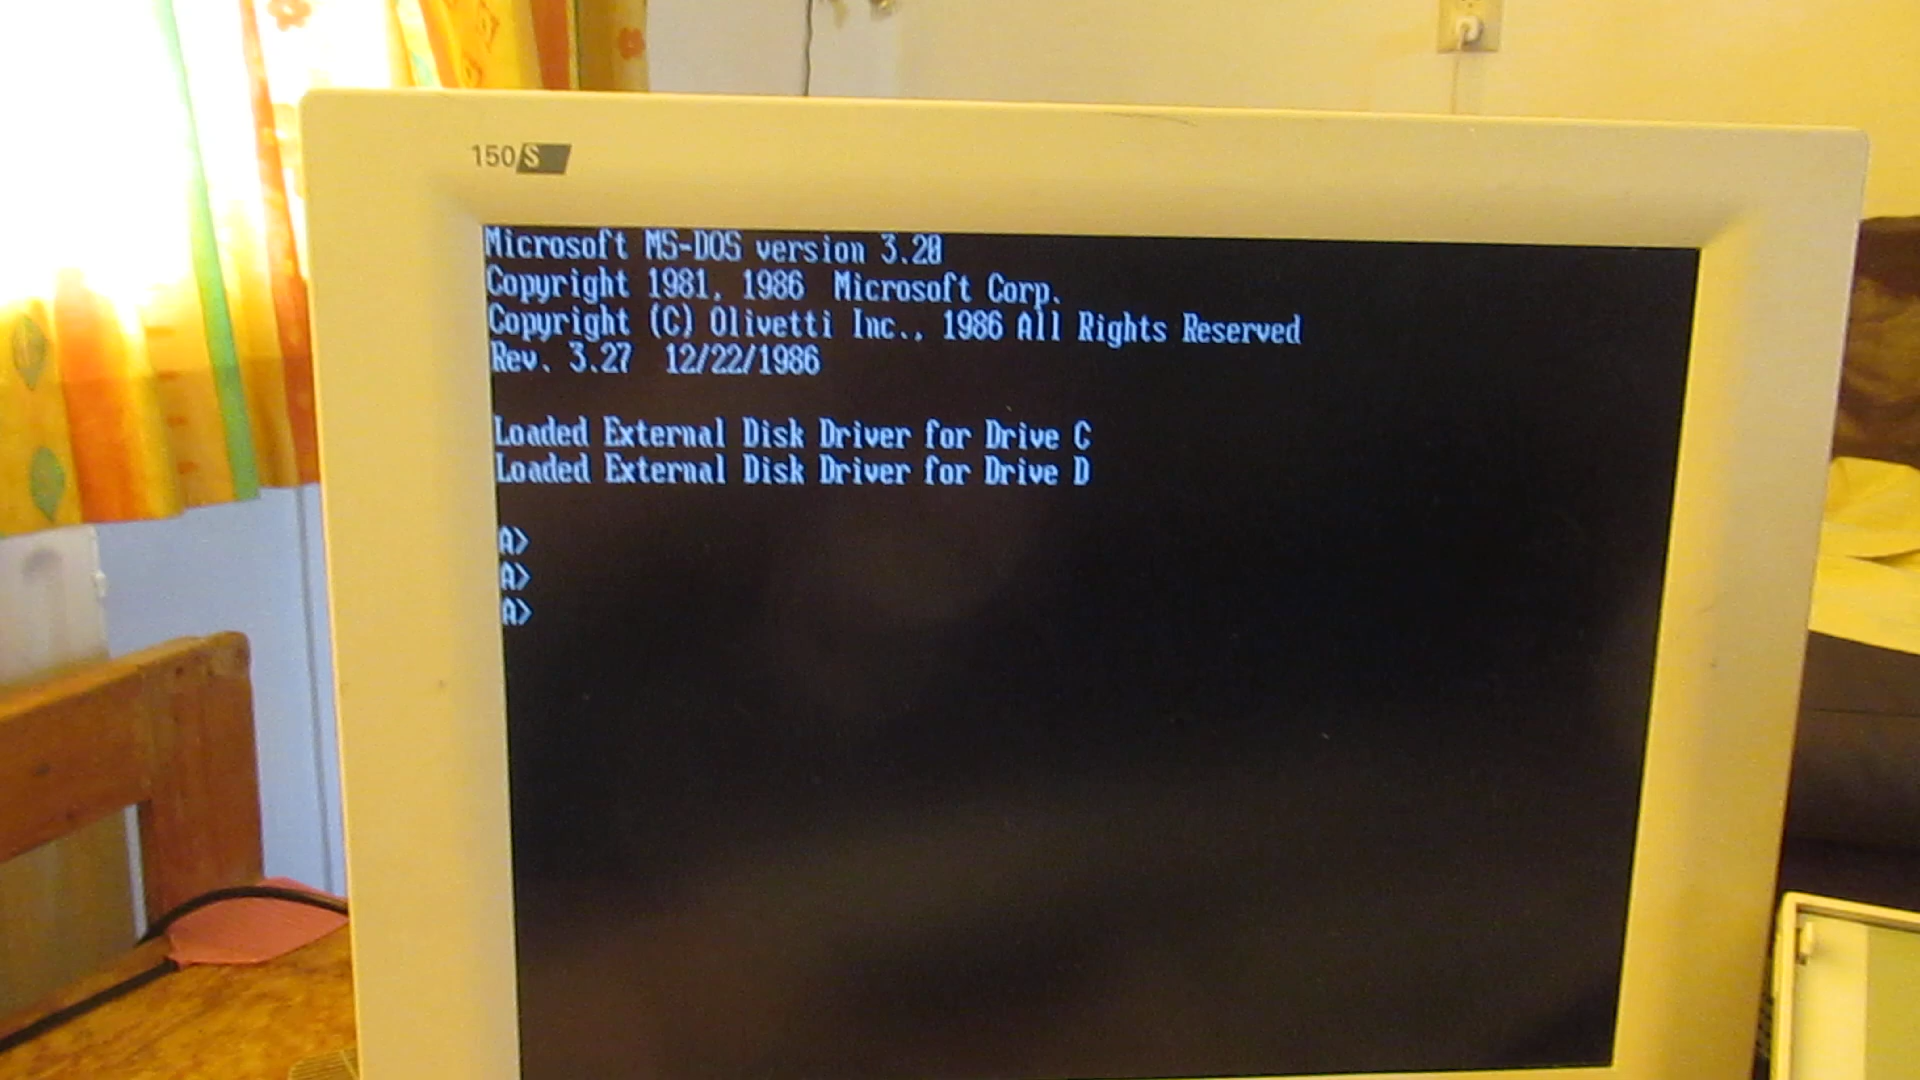 150S
Microsoft MS-DOS version 3.20
Copyright 1981, 1986  Microsoft Corp.
Copyright (C) Olivetti Inc., 1986 All Rights Reserved
Rev. 3.27  12/22/1986
Loaded External Disk Driver for Drive C
Loaded External Disk Driver for Drive D
A>
A>
A>